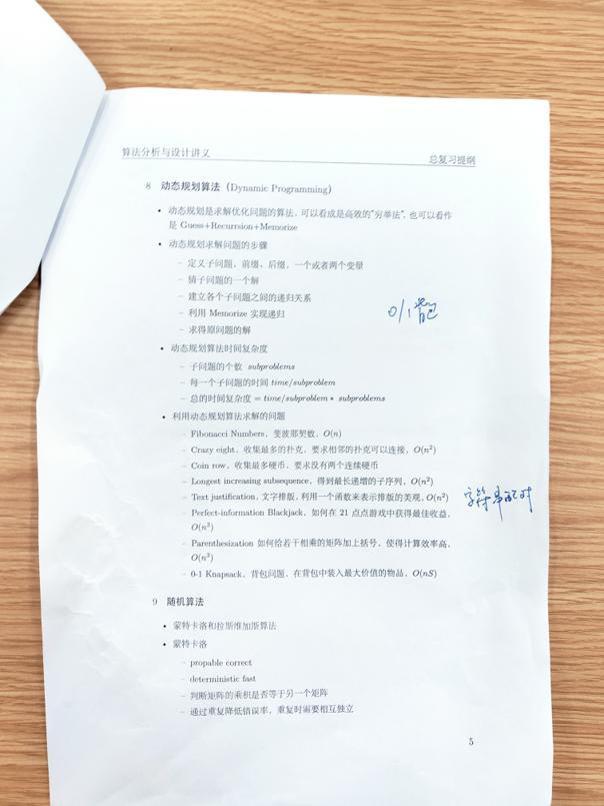 算法分析与设计讲义
总复习提纲
8 动态规划算法 (Dynamic Programming)
• 动态规划是求解优化问题的算法, 可以看成是高效的"穷举法", 也可以看作
是 Guess+Recurrsion+Memorize
• 动态规划求解问题的步骤
– 定义子问题, 前缀、后缀, 一个或者两个变量
– 猜子问题的一个解
– 建立各个子问题之间的递归关系
– 利用 Memorize 实现递归
– 求得原问题的解
0/1背包
• 动态规划算法时间复杂度
– 子问题的个数 subproblems
– 每一个子问题的时间 time/subproblem
– 总的时间复杂度 = time/subproblem * subproblems
• 利用动态规划算法求解的问题
– Fibonacci Numbers, 斐波那契数, O(n)
– Crazy eight, 收集最多的扑克, 要求相邻的扑克可以连接, O(n²)
– Coin row, 收集最多硬币, 要求没有两个连续硬币
– Longest increasing subsequence, 得到最长递增的子序列, O(n²)
– Text justification, 文字排版, 利用一个函数来表示排版的美观, O(n²)
字符串配对
– Perfect-information Blackjack, 如何在 21 点点游戏中获得最佳收益,
O(n³)
– Parenthesization 如何给若干相乘的矩阵加上括号, 使得计算效率高,
O(n³)
– 0-1 Knapsack, 背包问题, 在背包中装入最大价值的物品, O(nS)
9 随机算法
• 蒙特卡洛和拉斯维加斯算法
• 蒙特卡洛
– propable correct
– deterministic fast
– 判断矩阵的乘积是否等于另一个矩阵
– 通过重复降低错误率, 重复时需要相互独立
5